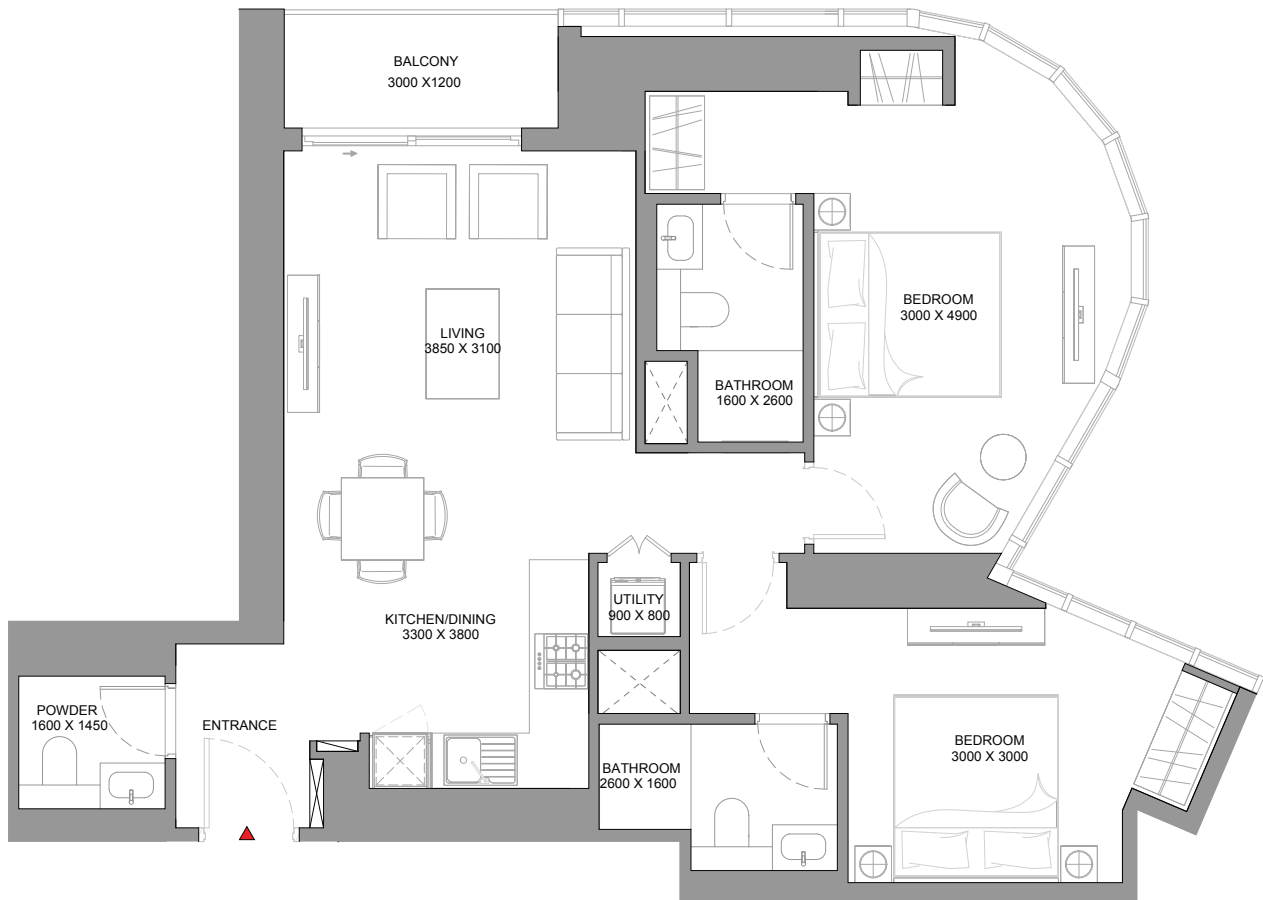 BALCONY
3000 X1200
BEDROOM
3000 X 4900
LIVING
3850 X 3100
BATHROOM
1600 X 2600
UTILITY
900 X 800
KITCHEN/DINING
3300 X 3800
POWDER
1600 X 1450
ENTRANCE
BEDROOM
3000 X 3000
BATHROOM
2600 X 1600